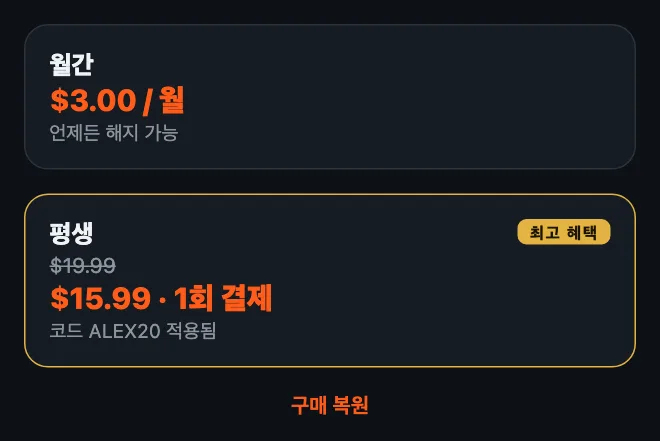 월간
$3.00 / 월
언제든 해지 가능
평생
최고 혜택
$19.99
$15.99 · 1회 결제
코드 ALEX20 적용됨
구매 복원